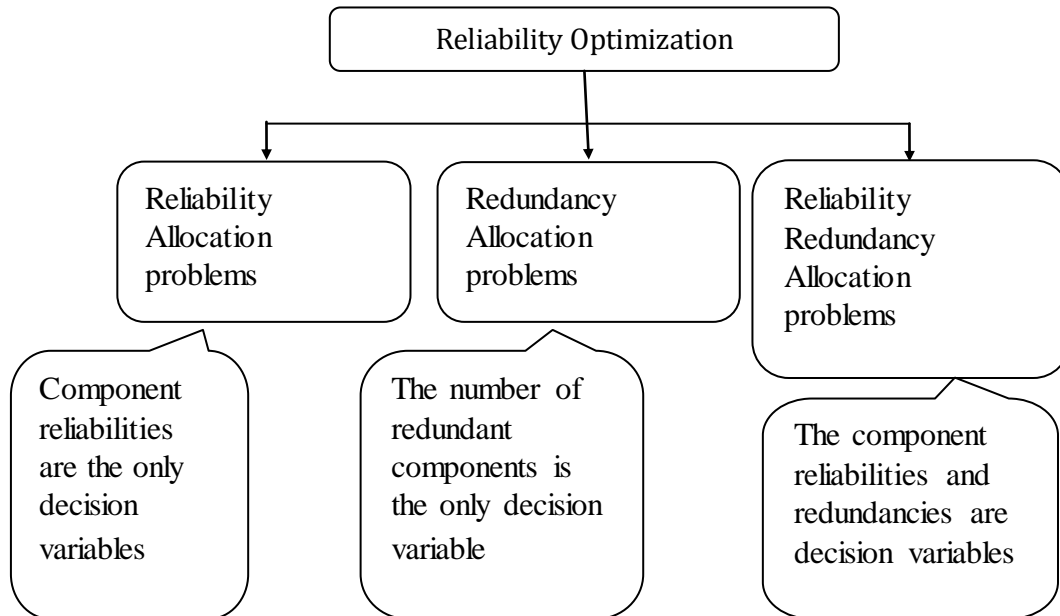 Reliability Optimization
Reliability
Allocation
problems
Redundancy
Allocation
problems
Reliability
Redundancy
Allocation
problems
Component
reliabilities
are the only
decision
variables
The number of
redundant
components is
the only decision
variable
The component
reliabilities and
redundancies are
decision variables